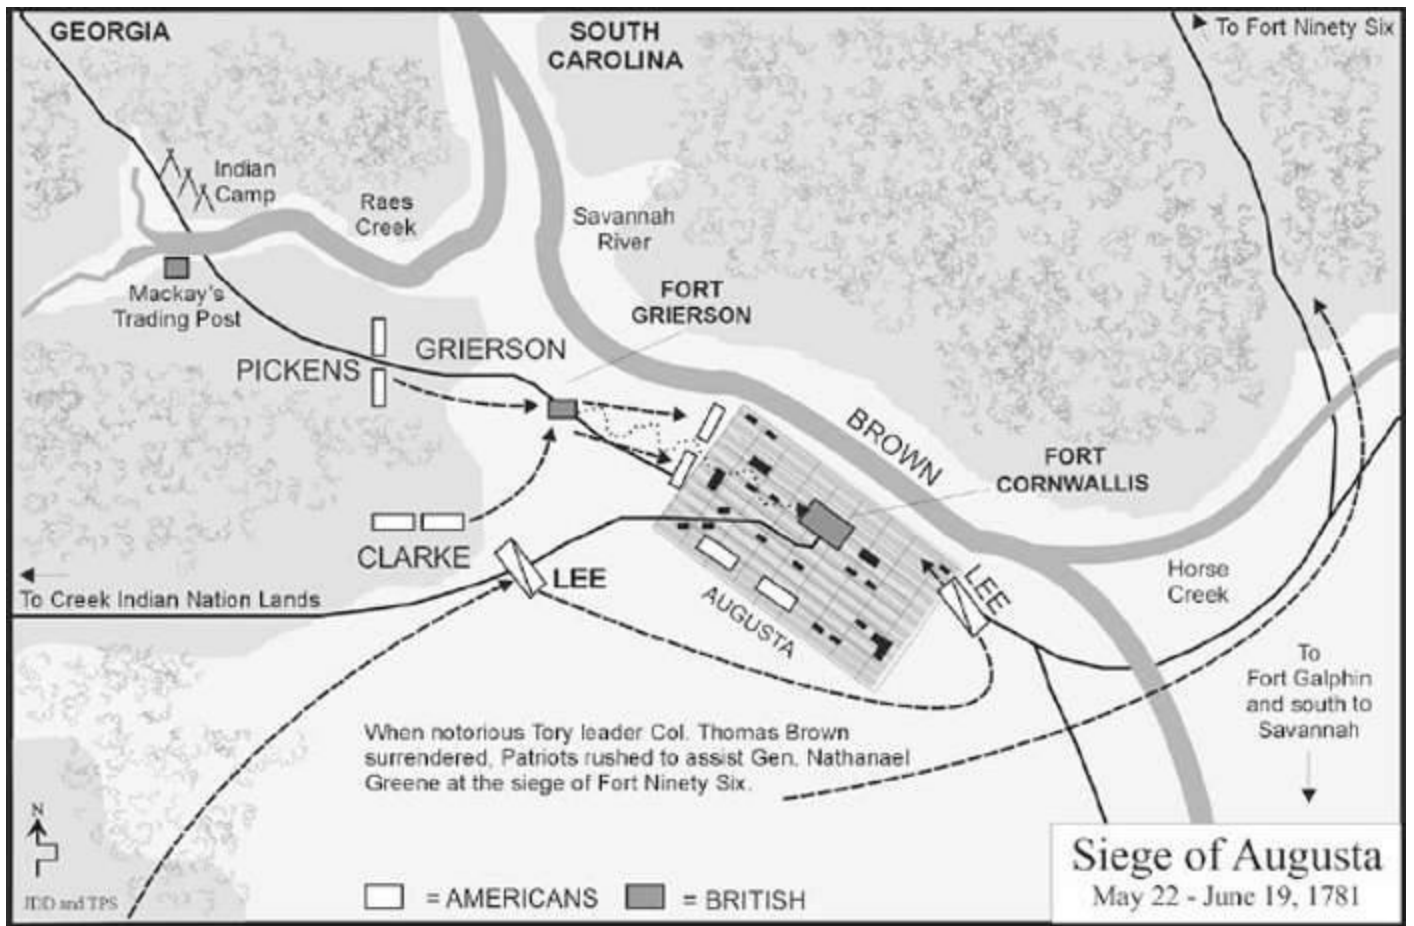 GEORGIA
SOUTH
CAROLINA
To Fort Ninety Six
Indian
Camp
Raes
Creek
Savannah
River
Mackay's
Trading Post
FORT
GRIERSON
PICKENS
GRIERSON
BROWN
FORT
CORNWALLIS
CLARKE
LEE
LEE
AUGUSTA
Horse
Creek
To Creek Indian Nation Lands
To
Fort Galphin
and south to
Savannah
When notorious Tory leader Col. Thomas Brown
surrendered, Patriots rushed to assist Gen. Nathanael
Greene at the siege of Fort Ninety Six.
N
JDD and TPS
= AMERICANS
= BRITISH
Siege of Augusta
May 22 - June 19, 1781